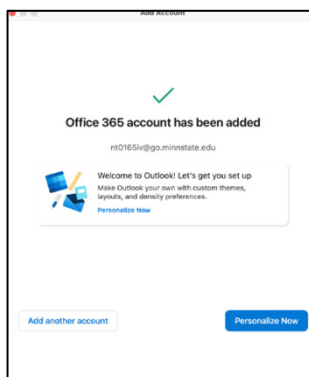 Add Account
Office 365 account has been added
nt0165iv@go.minnstate.edu
Welcome to Outlook! Let's get you set up
Make Outlook your own with custom themes,
layouts, and density preferences.
Personalize Now
Add another account
Personalize Now